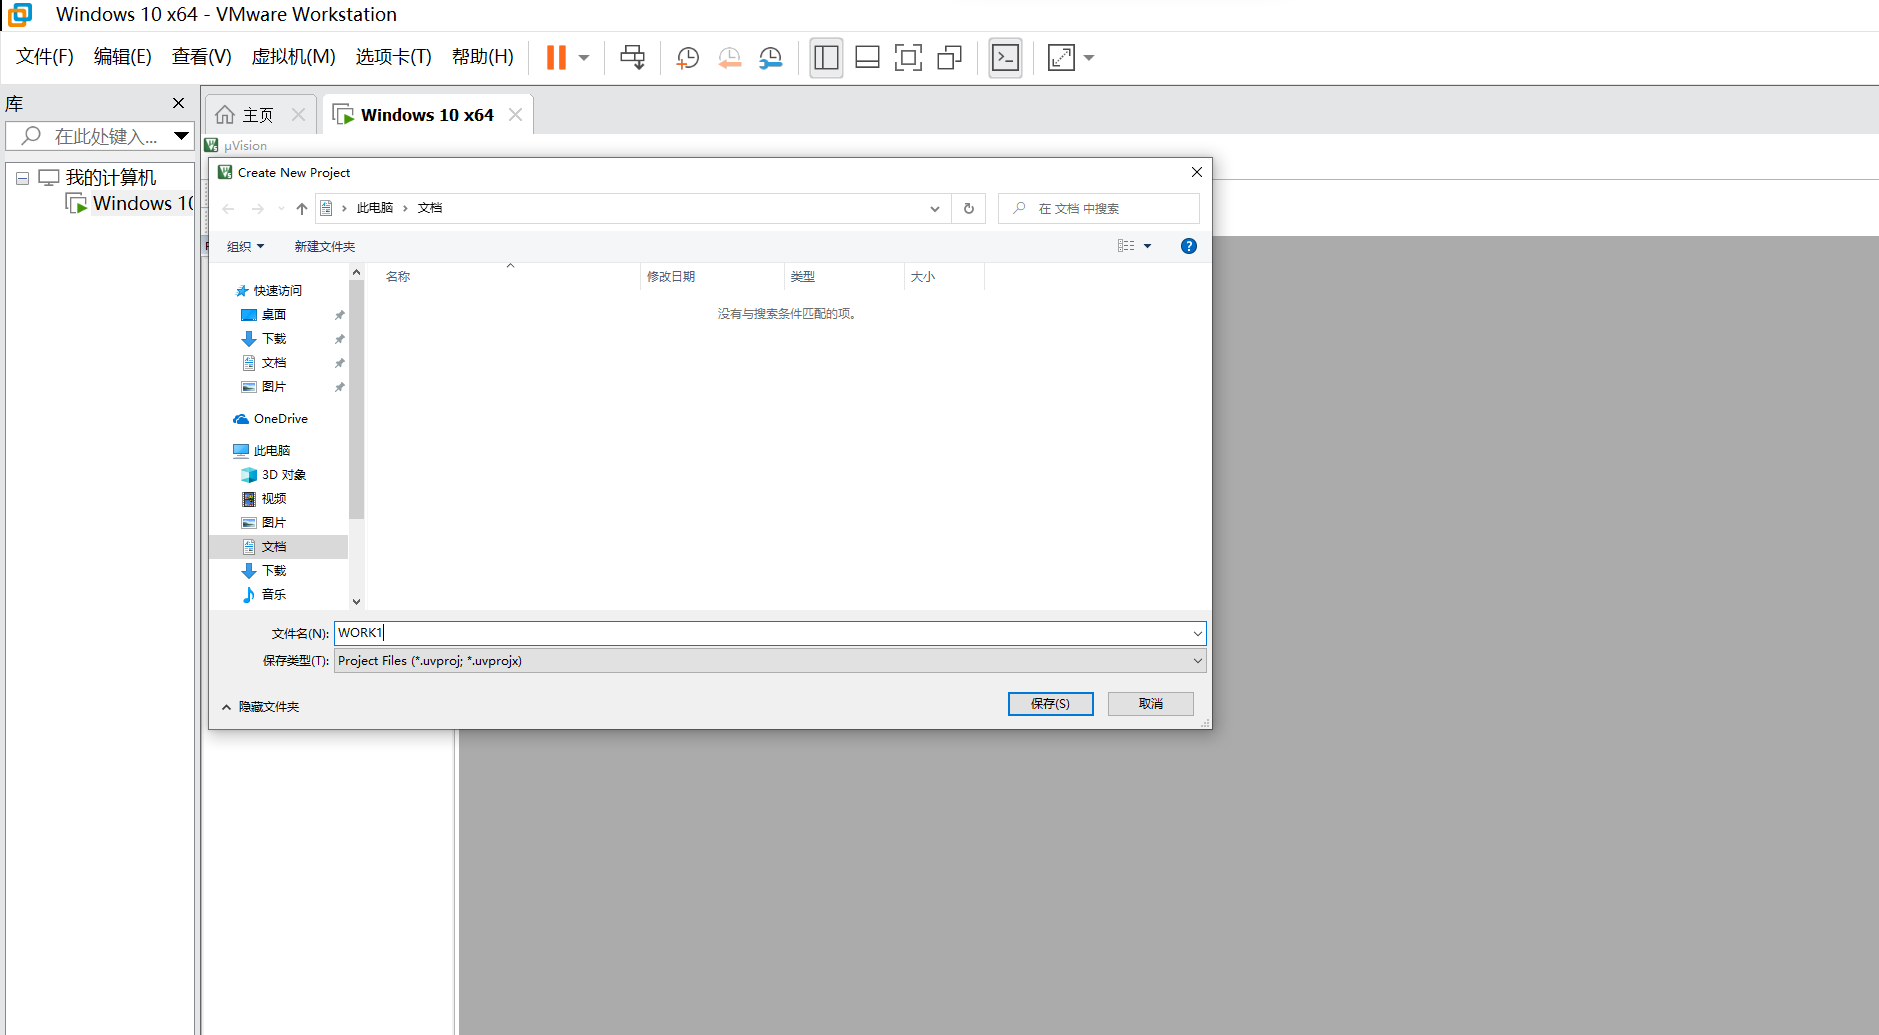 Windows 10 x64 - VMware Workstation
文件(F) 编辑(E) 查看(V) 虚拟机(M) 选项卡(T) 帮助(H)
库
在此处键入...
我的计算机
Windows 10
主页
Windows 10 x64
µVision
Create New Project
此电脑 › 文档
在 文档 中搜索
组织 新建文件夹
名称 修改日期 类型 大小
没有与搜索条件匹配的项。
快速访问
桌面
下载
文档
图片
OneDrive
此电脑
3D 对象
视频
图片
文档
下载
音乐
文件名(N): WORK1
保存类型(T): Project Files (*.uvproj; *.uvprojx)
隐藏文件夹
保存(S) 取消